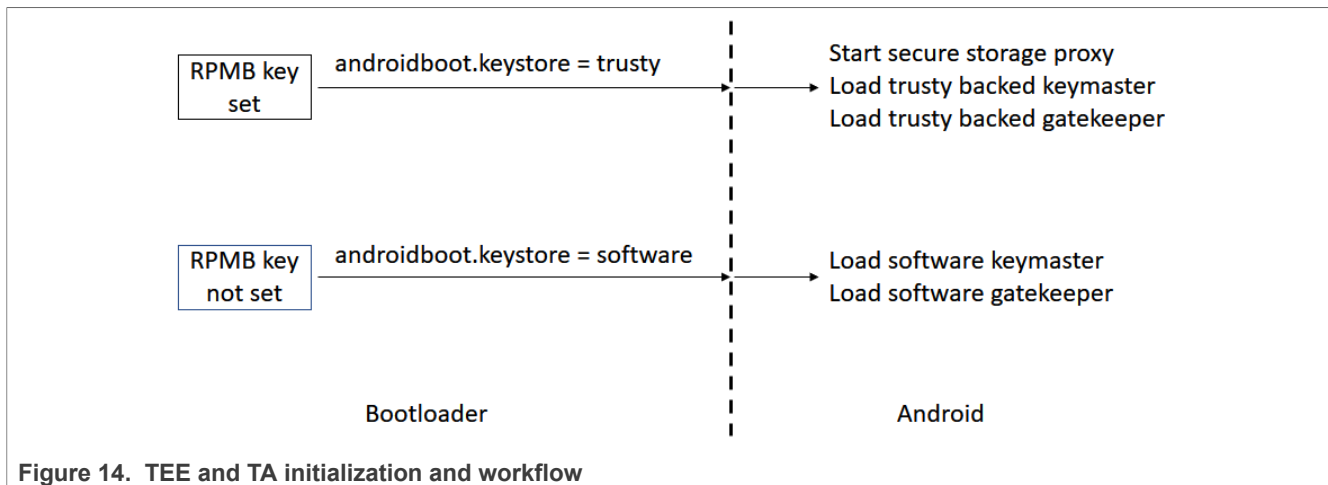 RPMB key
set
androidboot.keystore = trusty
Start secure storage proxy
Load trusty backed keymaster
Load trusty backed gatekeeper
RPMB key
not set
androidboot.keystore = software
Load software keymaster
Load software gatekeeper
Bootloader
Android
Figure 14. TEE and TA initialization and workflow